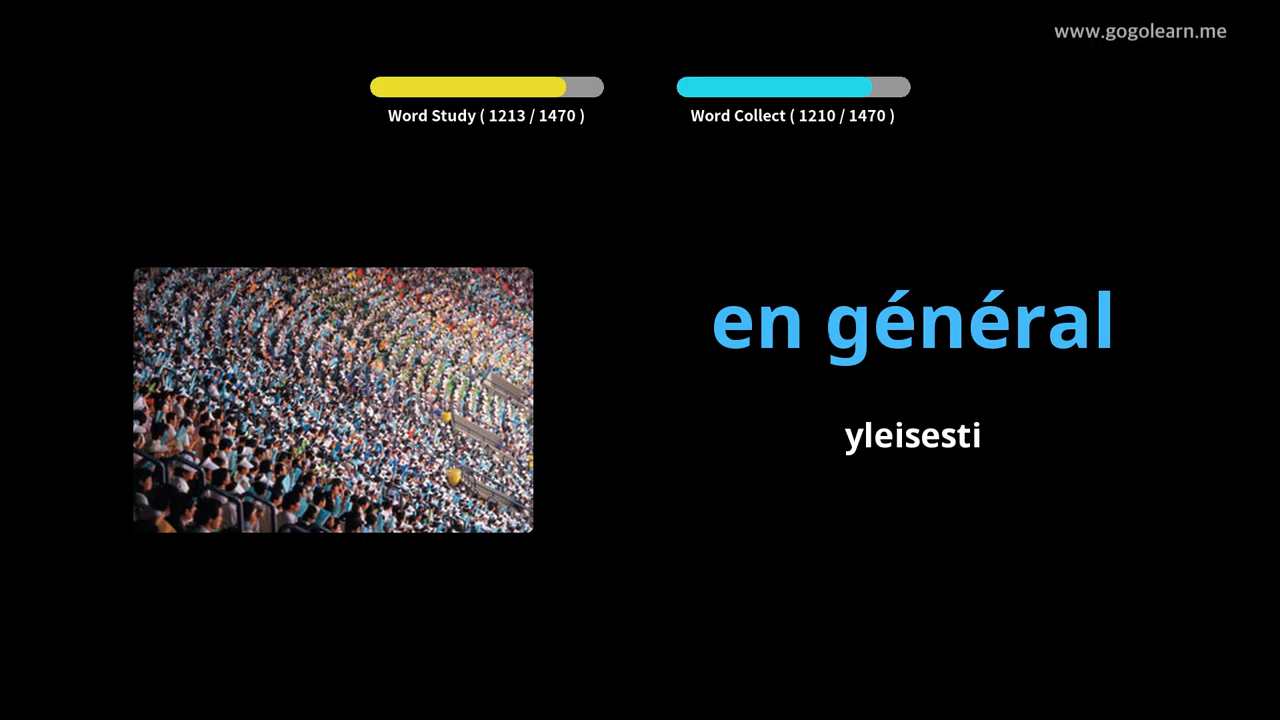 www.gogolearn.me
Word Study ( 1213 / 1470 )
Word Collect ( 1210 / 1470 )
en général
yleisesti